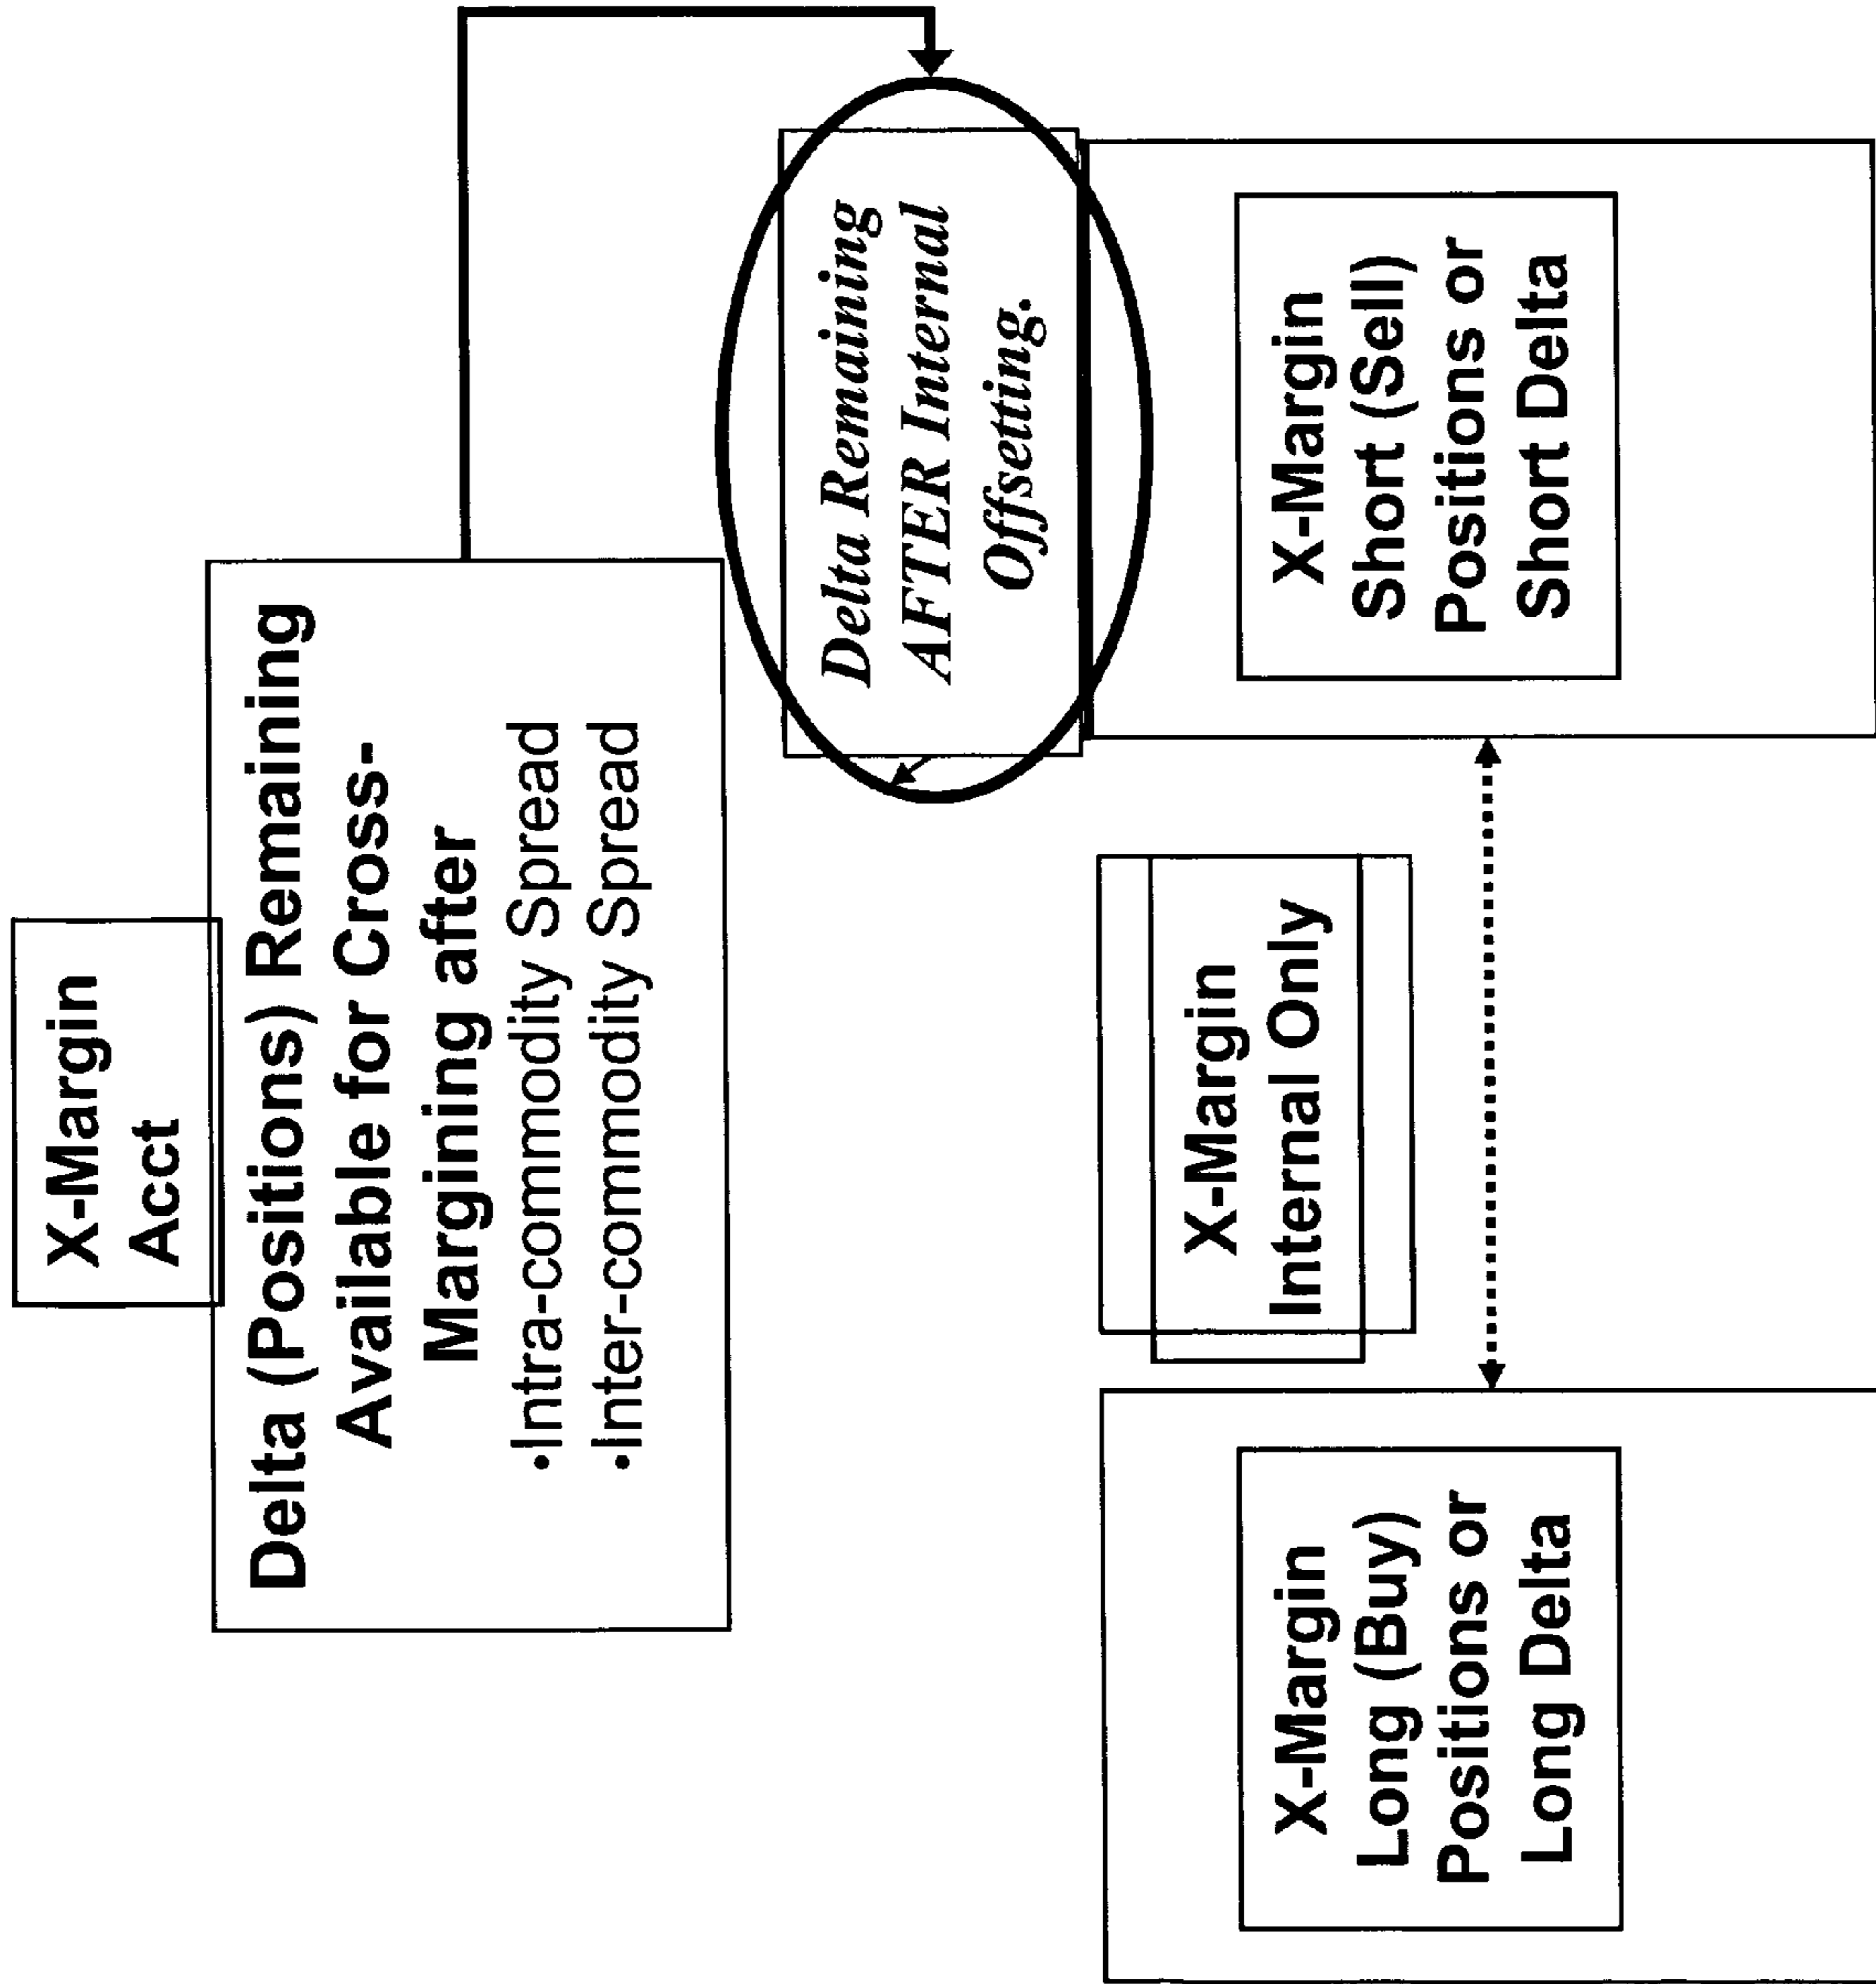 X-Margin
Acct
Delta (Positions) Remaining
Available for Cross-
Margining after
•Intra-commodity Spread
•Inter-commodity Spread
Delta Remaining
AFTER Internal
Offsetting.
X-Margin
Long (Buy)
Positions or
Long Delta
X-Margin
Internal Only
X-Margin
Short (Sell)
Positions or
Short Delta